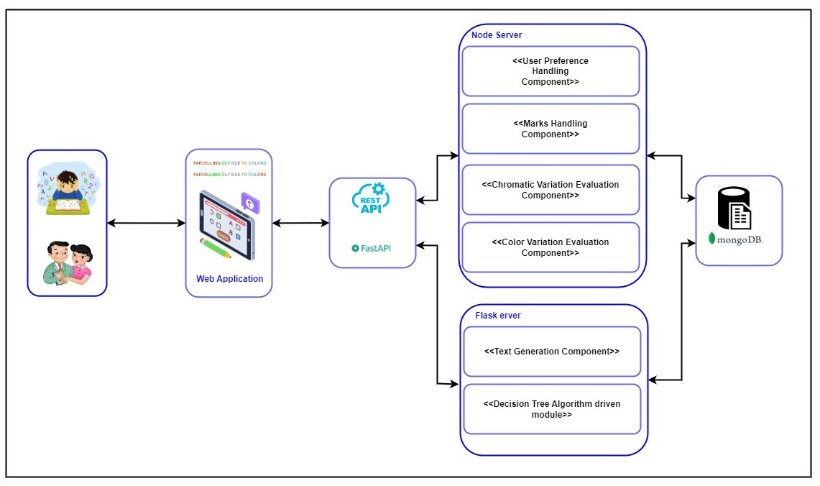 PARCELLING OUT DUE TO COLORS
PARCELLING OUT DUE TO COLORS
Web Application
REST
API
FastAPI
Node Server
<<User Preference
Handling
Component>>
<<Marks Handling
Component>>
<<Chromatic Variation Evaluation
Component>>
<<Color Variation Evaluation
Component>>
Flask erver
<<Text Generation Component>>
<<Decision Tree Algorithm driven
module>>
mongoDB.